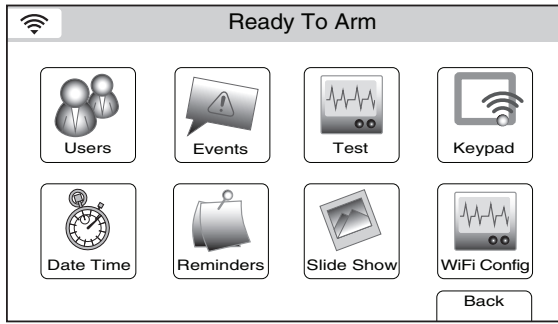 Ready To Arm
Users
Events
Test
Keypad
Date Time
Reminders
Slide Show
WiFi Config
Back